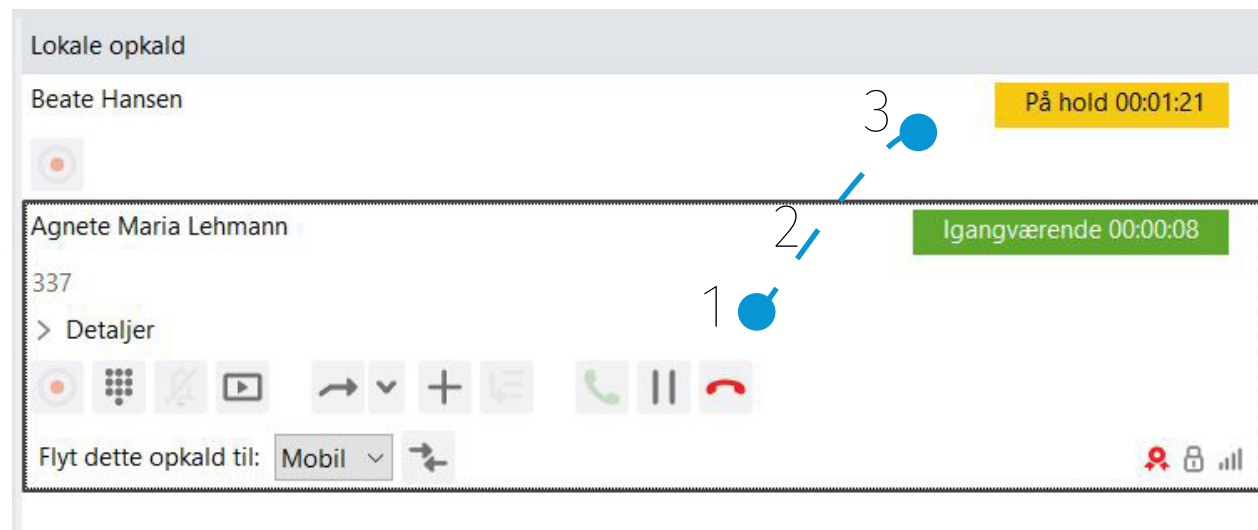 Lokale opkald
Beate Hansen
På hold 00:01:21
3
Agnete Maria Lehmann
Igangværende 00:00:08
2
337
1
Detaljer
Flyt dette opkald til: Mobil